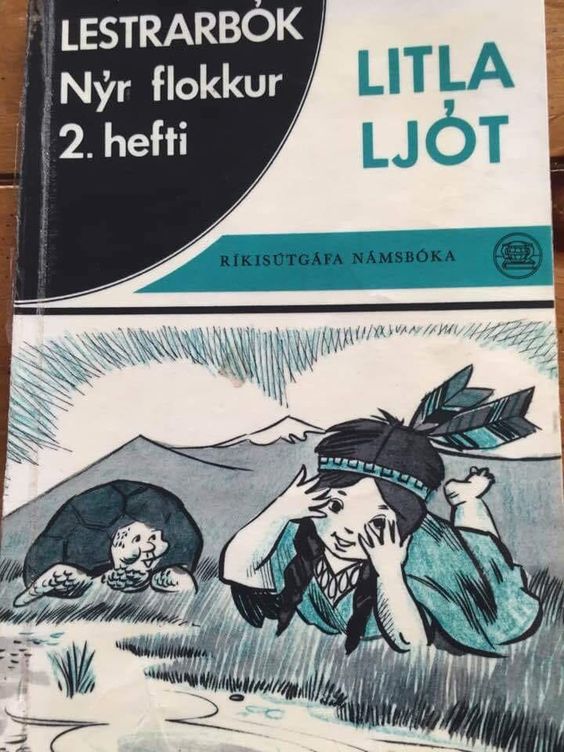 LESTRARBÓK
Nýr flokkur
2. hefti
LITLA
LJÓT
RÍKISÚTGÁFA NÁMSBÓKA